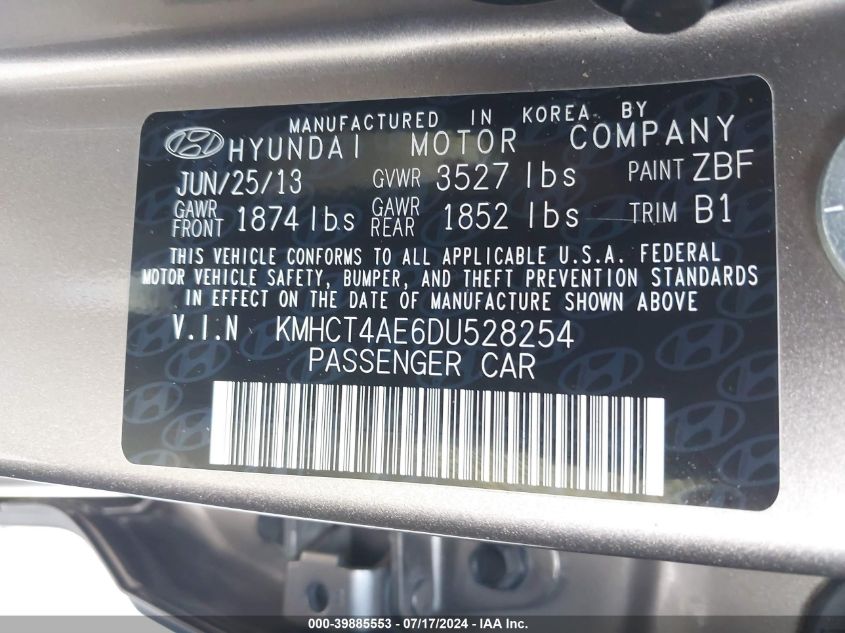 MANUFACTURED IN KOREA BY
HYUNDAI MOTOR COMPANY
JUN/25/13 GVWR 3527 lbs PAINT ZBF
GAWR FRONT 1874 lbs GAWR REAR 1852 lbs TRIM B1
THIS VEHICLE CONFORMS TO ALL APPLICABLE U.S.A. FEDERAL
MOTOR VEHICLE SAFETY, BUMPER, AND THEFT PREVENTION STANDARDS
IN EFFECT ON THE DATE OF MANUFACTURE SHOWN ABOVE
V.I.N KMHCT4AE6DU528254
PASSENGER CAR
000-39885553 / 07/17/2024 - IAA Inc.